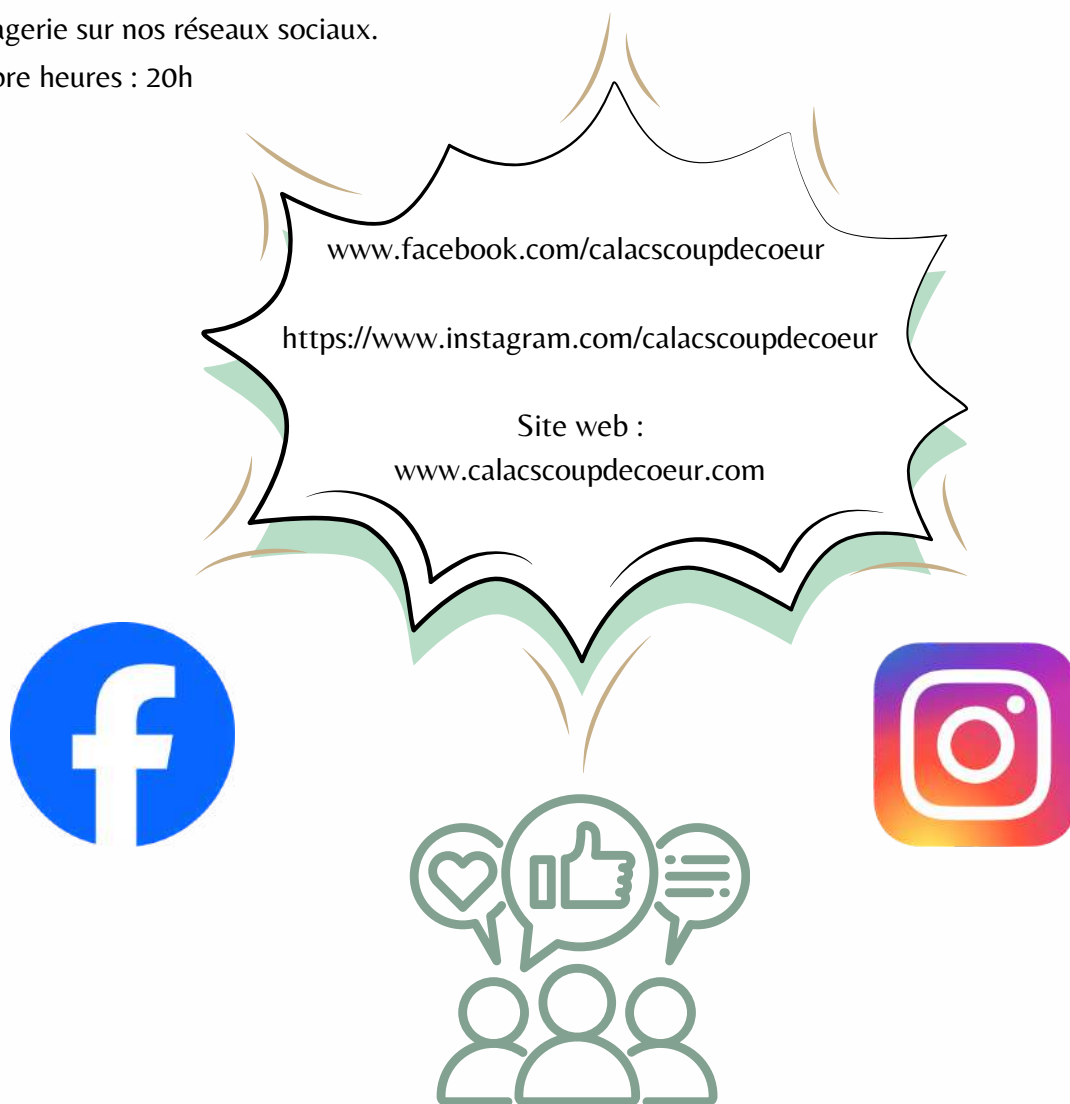 agerie sur nos réseaux sociaux.
bre heures : 20h
www.facebook.com/calacscoupdecoeur
https://www.instagram.com/calacscoupdecoeur
Site web :
www.calacscoupdecoeur.com